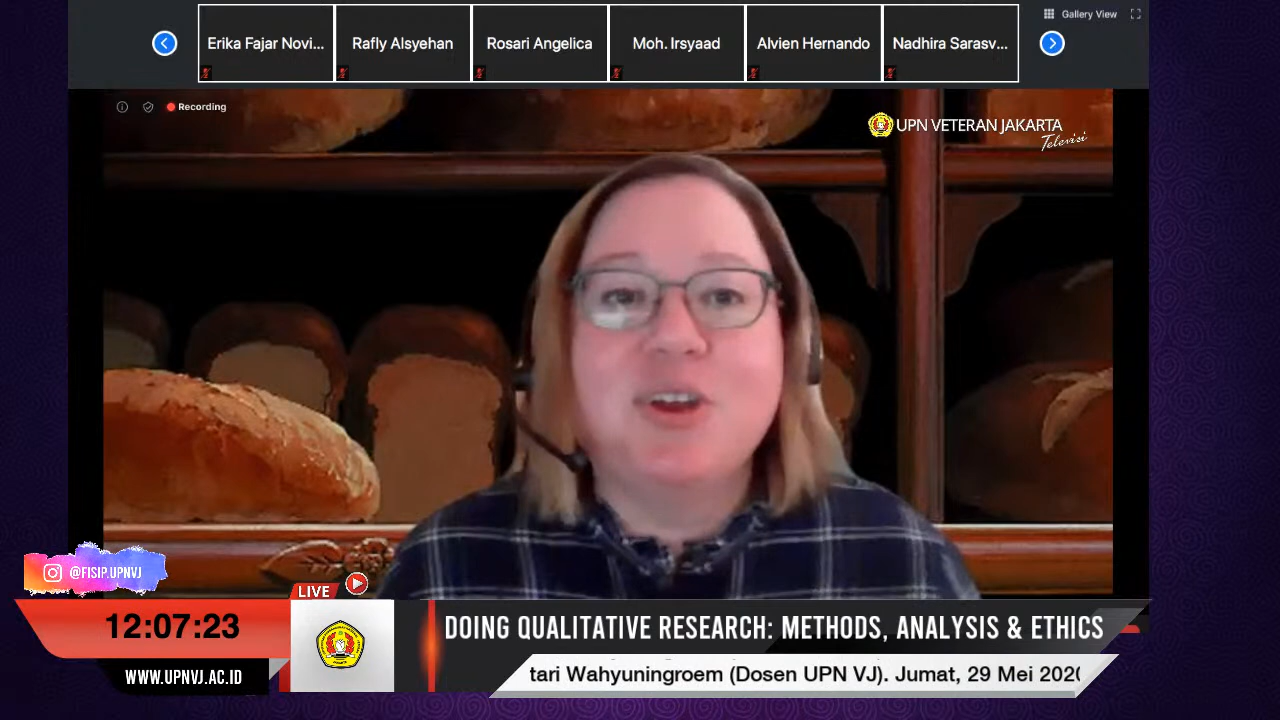 Gallery View
Erika Fajar Novi...
Rafly Alsyehan
Rosari Angelica
Moh. Irsyaad
Alvien Hernando
Nadhira Sarasv...
Recording
UPN VETERAN JAKARTA
Televisi
@FISIP.UPNVJ
LIVE
12:07:23
DOING QUALITATIVE RESEARCH: METHODS, ANALYSIS & ETHICS
WWW.UPNVJ.AC.ID
tari Wahyuningroem (Dosen UPN VJ). Jumat, 29 Mei 2020